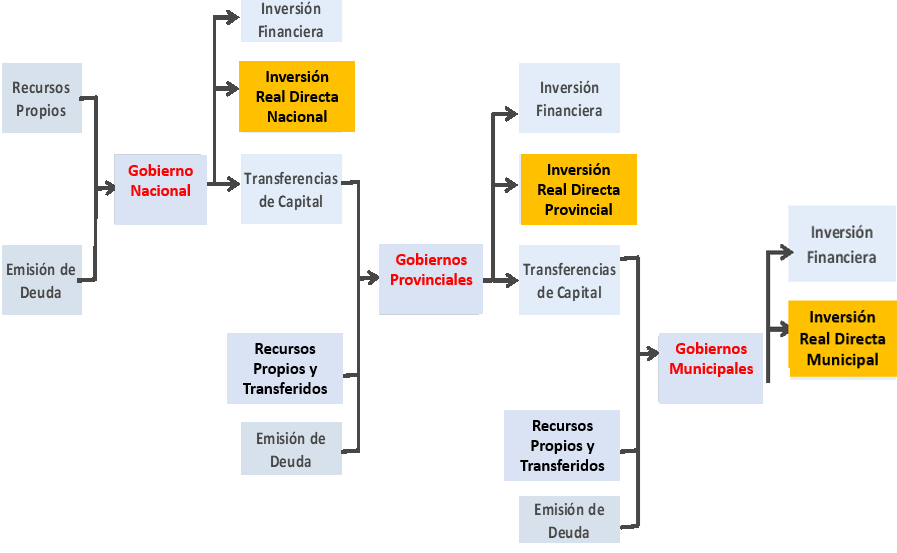 Inversión
Financiera
Recursos
Propios
Inversión
Real Directa
Nacional
Gobierno
Nacional
Transferencias
de Capital
Emisión de
Deuda
Inversión
Financiera
Inversión
Real Directa
Provincial
Gobiernos
Provinciales
Transferencias
de Capital
Recursos
Propios y
Transferidos
Emisión de
Deuda
Inversión
Financiera
Inversión
Real Directa
Municipal
Gobiernos
Municipales
Recursos
Propios y
Transferidos
Emisión de
Deuda